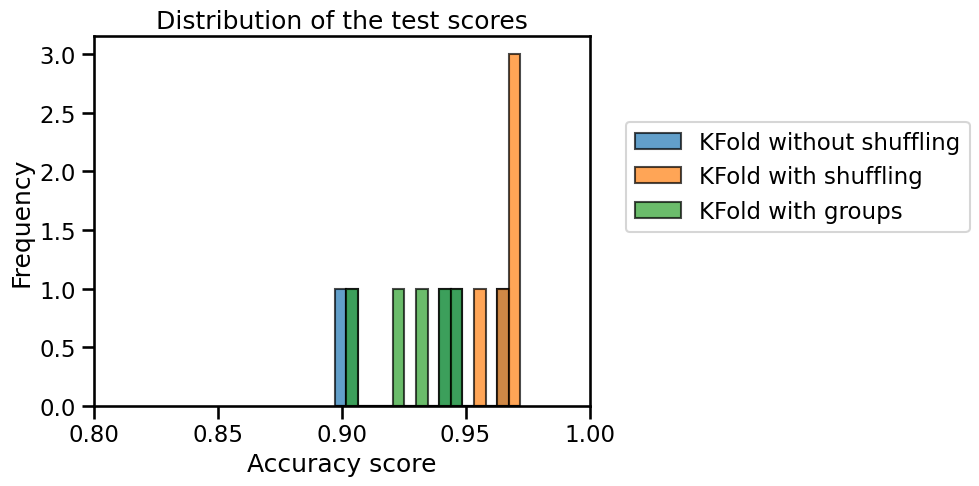 Distribution of the test scores
3.0
2.5
2.0
1.5
1.0
0.5
0.0
Frequency
0.80
0.85
0.90
0.95
1.00
Accuracy score
KFold without shuffling
KFold with shuffling
KFold with groups